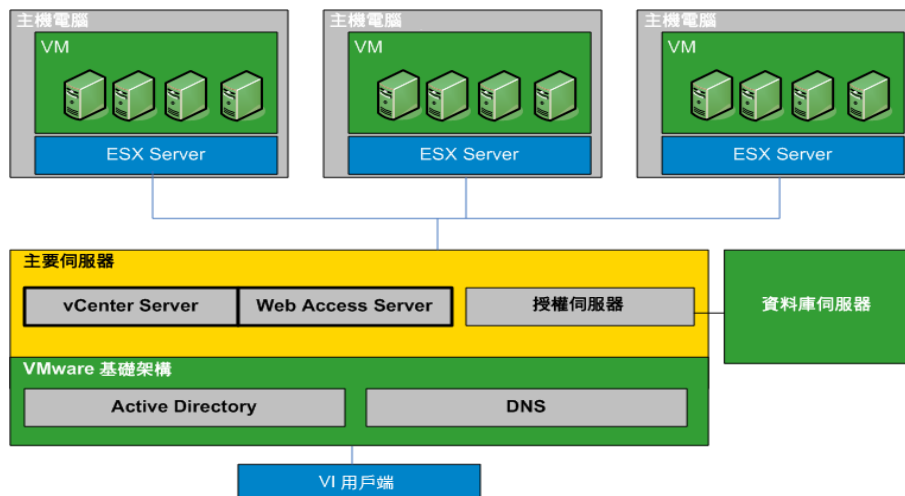 主機電腦
主機電腦
主機電腦
VM
VM
VM
ESX Server
ESX Server
ESX Server
主要伺服器
vCenter Server
Web Access Server
授權伺服器
資料庫伺服器
VMware 基礎架構
Active Directory
DNS
VI 用戶端